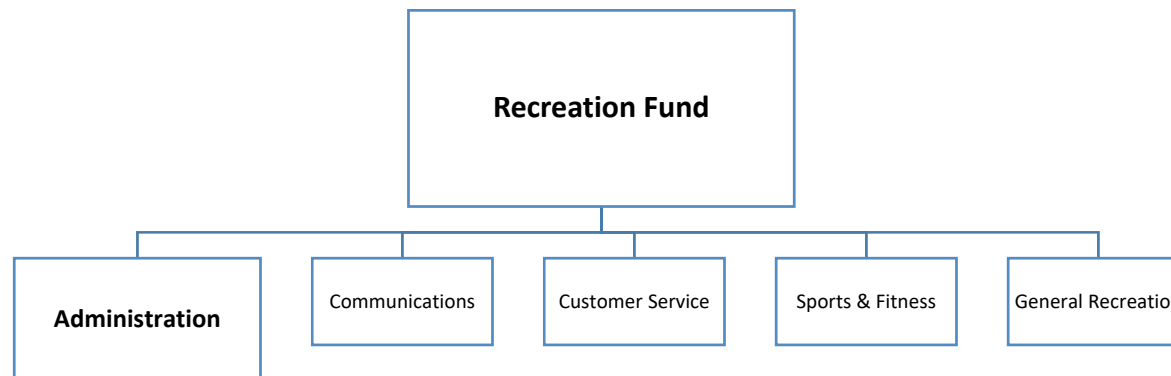 Recreation Fund
Administration
Communications
Customer Service
Sports & Fitness
General Recreatio